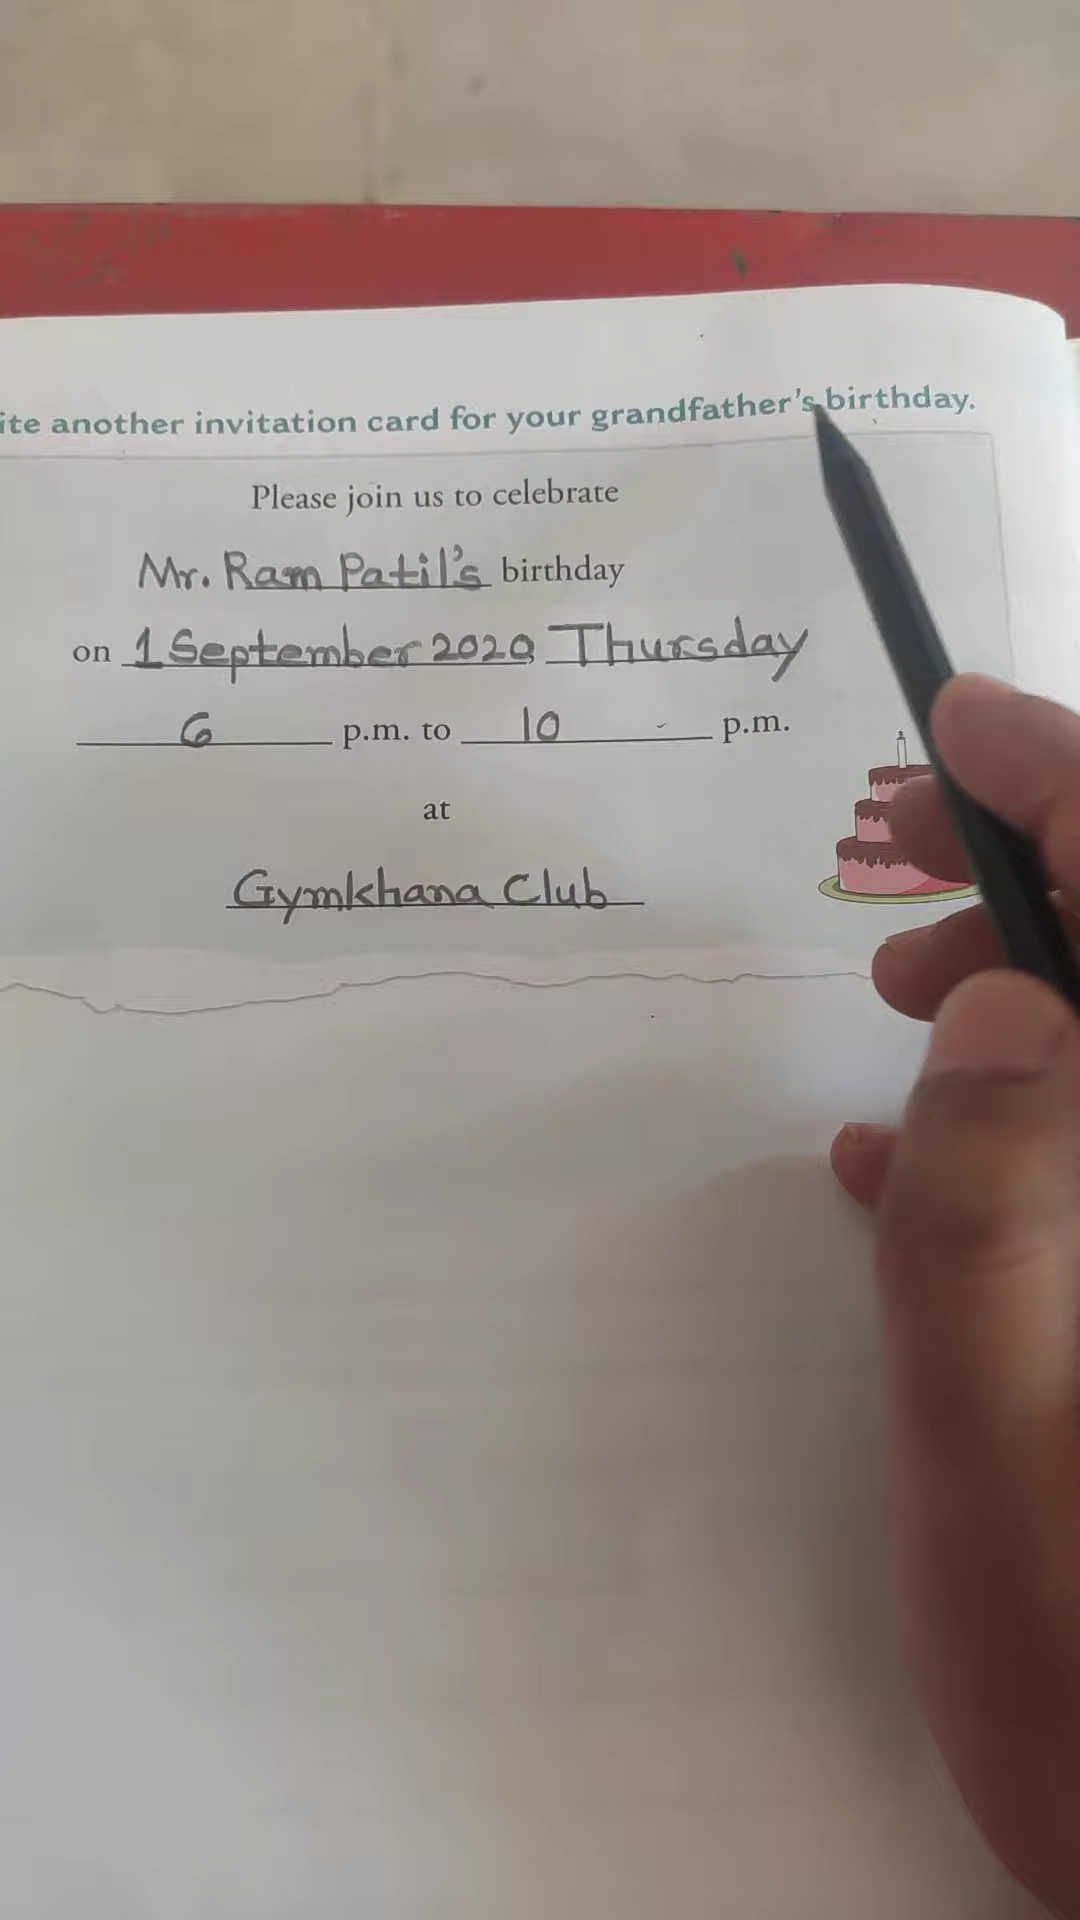 ite another invitation card for your grandfather's birthday.
Please join us to celebrate
Mr. Ram Patil's birthday
on 1 September 2020, Thursday
6 p.m. to 10 p.m.
at
Gymkhana Club